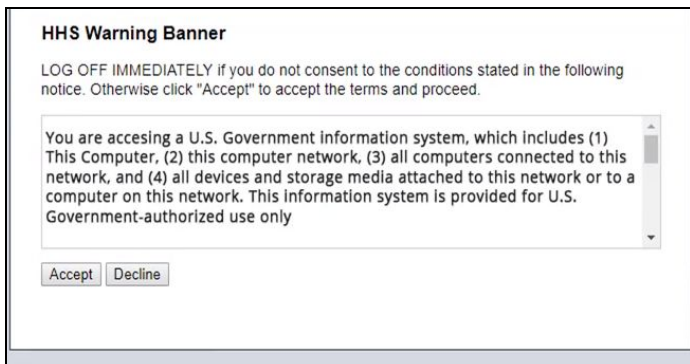 HHS Warning Banner
LOG OFF IMMEDIATELY if you do not consent to the conditions stated in the following
notice. Otherwise click "Accept" to accept the terms and proceed.
You are accesing a U.S. Government information system, which includes (1)
This Computer, (2) this computer network, (3) all computers connected to this
network, and (4) all devices and storage media attached to this network or to a
computer on this network. This information system is provided for U.S.
Government-authorized use only
Accept Decline